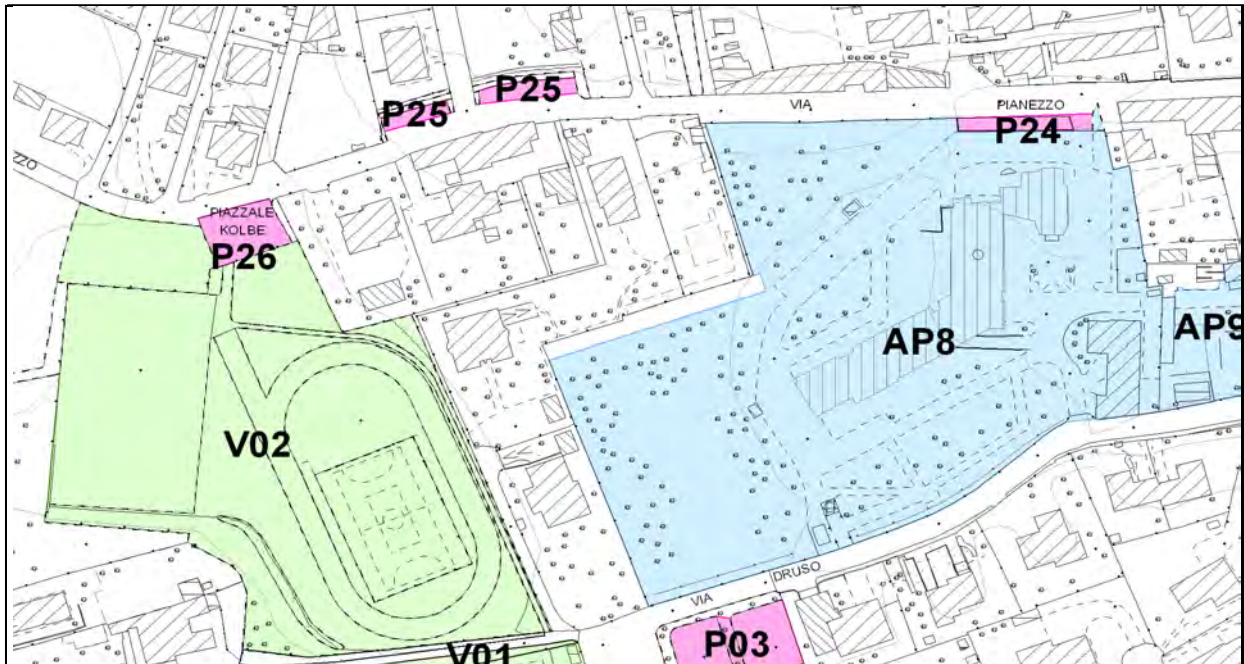 P25
P25
VIA
PIANEZZO
P24
ZZO
PIAZZALE
KOLBE
P26
AP8
AP9
V02
VIA
DRUSO
P03
V01